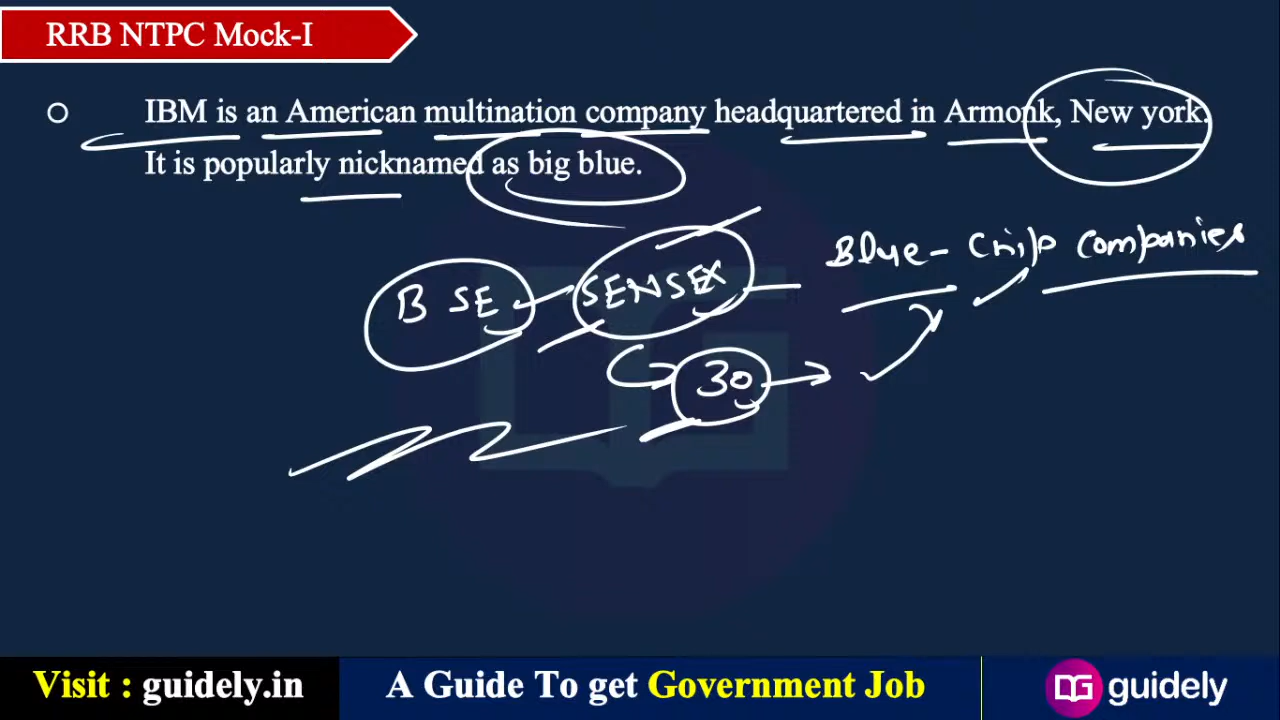 RRB NTPC Mock-I
IBM is an American multination company headquartered in Armonk, New york.
It is popularly nicknamed as big blue.
Blue-Chip Companies
BSE SENSEX
30
Visit : guidely.in A Guide To get Government Job guidely